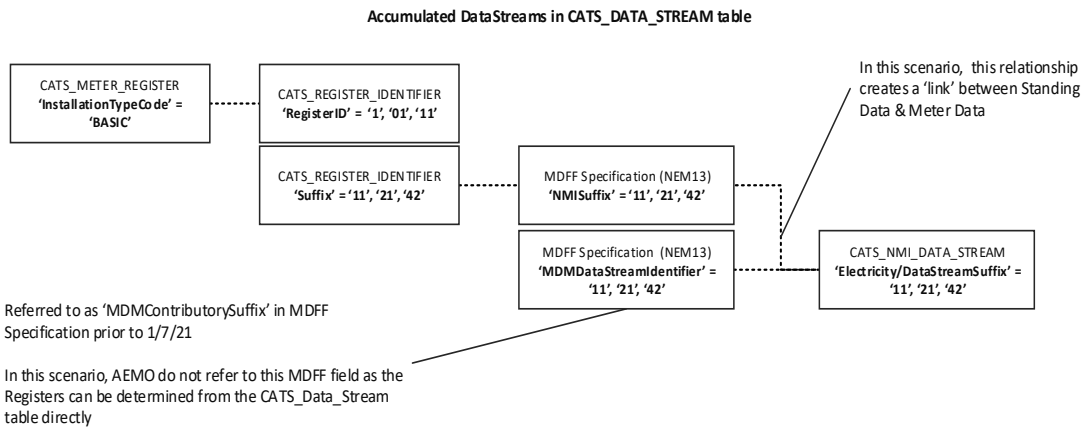 Accumulated DataStreams in CATS_DATA_STREAM table
CATS_METER_REGISTER
‘InstallationTypeCode’ =
‘BASIC’
CATS_REGISTER_IDENTIFIER
‘RegisterID’ = ‘1’, ‘01’, ‘11’
In this scenario, this relationship
creates a ‘link’ between Standing
Data & Meter Data
CATS_REGISTER_IDENTIFIER
‘Suffix’ = ‘11’, ‘21’, ‘42’
MDFF Specification (NEM13)
‘NMISuffix’ = ‘11’, ‘21’, ‘42’
MDFF Specification (NEM13)
‘MDMDataStreamIdentifier’ =
‘11’, ‘21’, ‘42’
CATS_NMI_DATA_STREAM
‘Electricity/DataStreamSuffix’ =
‘11’, ‘21’, ‘42’
Referred to as ‘MDMContributorySuffix’ in MDFF
Specification prior to 1/7/21
In this scenario, AEMO do not refer to this MDFF field as the
Registers can be determined from the CATS_Data_Stream
table directly